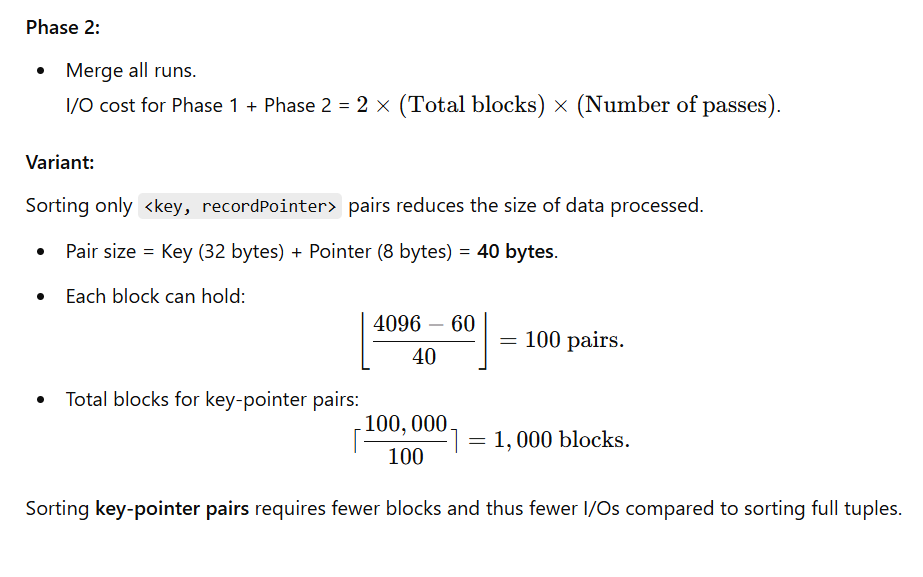 Phase 2:
• Merge all runs.
I/O cost for Phase 1 + Phase 2 = 2 × (Total blocks) × (Number of passes).
Variant:
Sorting only <key, recordPointer> pairs reduces the size of data processed.
• Pair size = Key (32 bytes) + Pointer (8 bytes) = 40 bytes.
• Each block can hold:
⌊(4096 − 60)/40⌋ = 100 pairs.
• Total blocks for key-pointer pairs:
⌈100,000/100⌉ = 1,000 blocks.
Sorting key-pointer pairs requires fewer blocks and thus fewer I/Os compared to sorting full tuples.